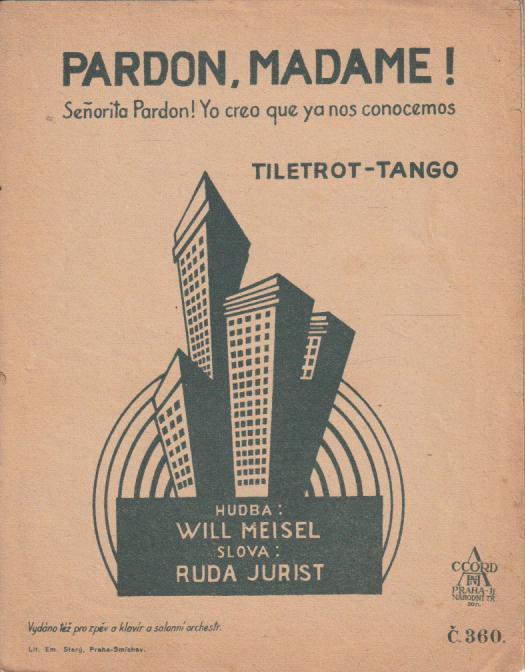 PARDON, MADAME!
Señorita Pardon! Yo creo que ya nos conocemos
TILETROT-TANGO
HUDBA:
WILL MEISEL
SLOVA:
RUDA JURIST
ACCORD
PRAHA-II
NÁRODNÍ TŘ.
Vydáno též pro zpěv a klavír a salonní orchestr.
Č. 360.
Lit. Em. Starý, Praha-Smíchov.